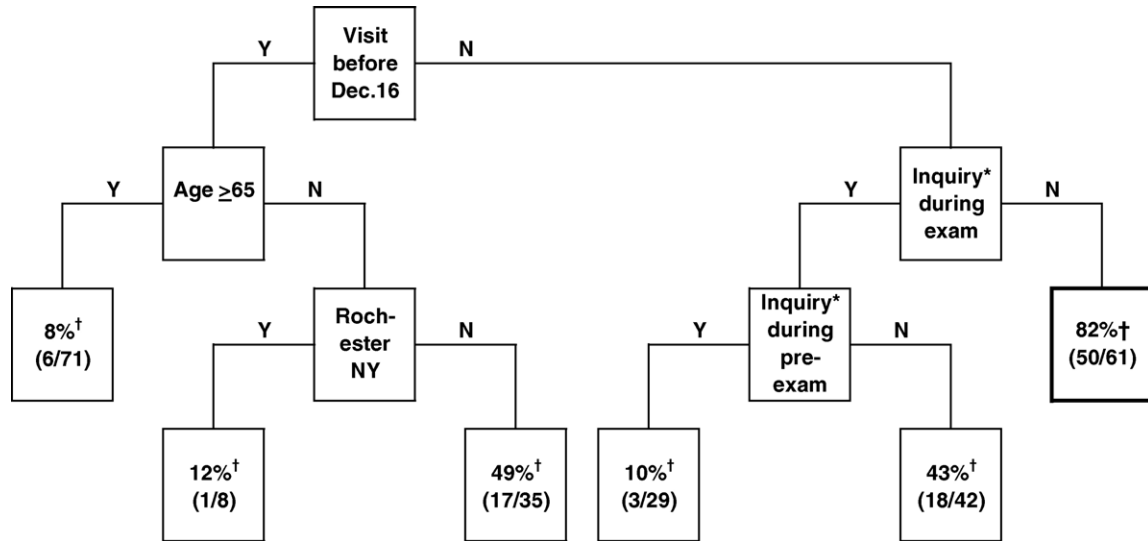 Y
Visit
before
Dec.16
N
Y
Age ≥65
N
Y
Inquiry*
during
exam
N
8%†
(6/71)
Y
Roch-
ester
NY
N
Y
Inquiry*
during
pre-
exam
N
82%†
(50/61)
12%†
(1/8)
49%†
(17/35)
10%†
(3/29)
43%†
(18/42)